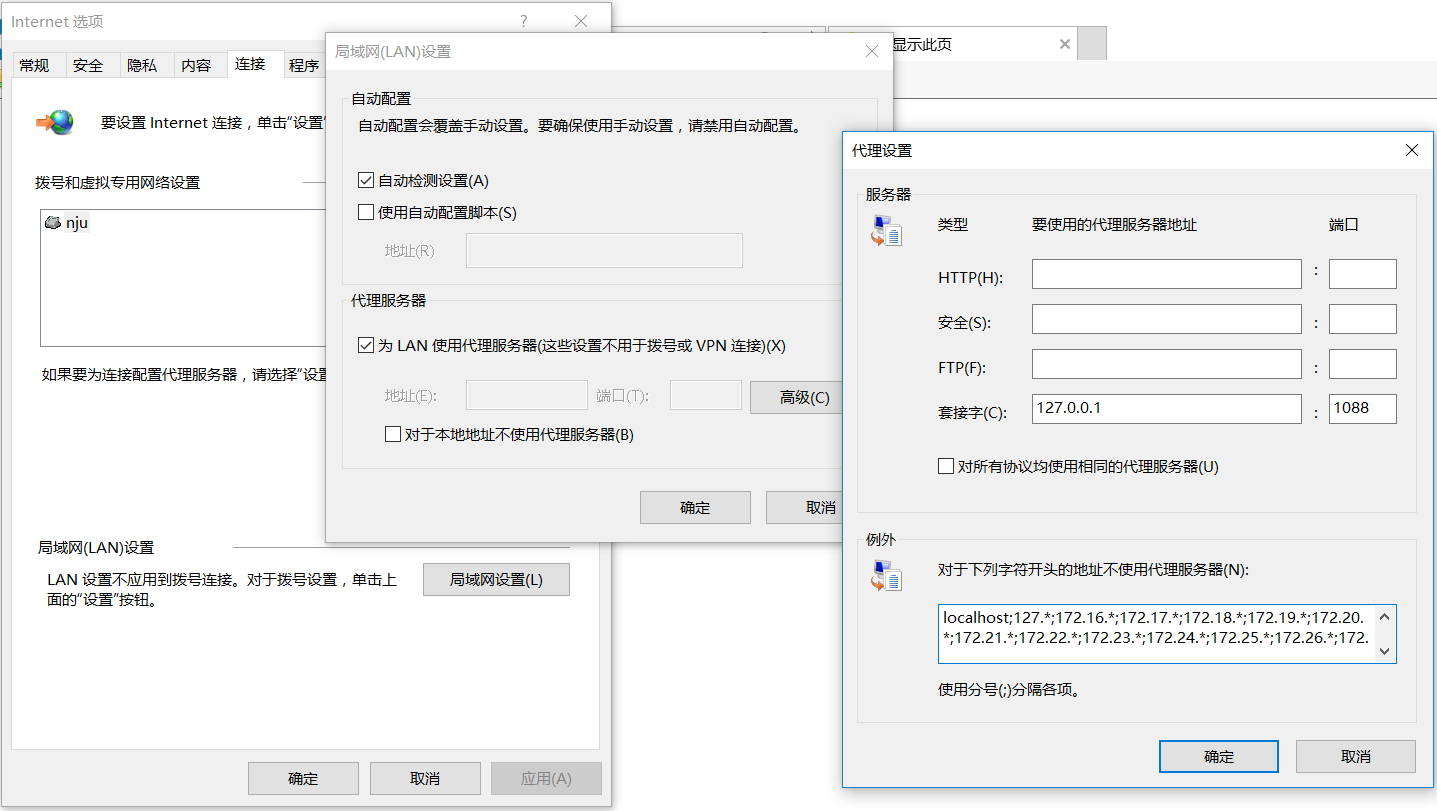 Internet 选项
?
常规
安全
隐私
内容
连接
程序
要设置 Internet 连接，单击“设置”
拨号和虚拟专用网络设置
nju
如果要为连接配置代理服务器，请选择“设置
局域网(LAN)设置
LAN 设置不应用到拨号连接。对于拨号设置，单击上
面的“设置”按钮。
局域网设置(L)
确定
取消
应用(A)
局域网(LAN)设置
自动配置
自动配置会覆盖手动设置。要确保使用手动设置，请禁用自动配置。
自动检测设置(A)
使用自动配置脚本(S)
地址(R)
代理服务器
为 LAN 使用代理服务器(这些设置不用于拨号或 VPN 连接)(X)
地址(E):
端口(T):
高级(C)
对于本地地址不使用代理服务器(B)
确定
取消
显示此页
代理设置
服务器
类型
要使用的代理服务器地址
端口
HTTP(H):
:
安全(S):
:
FTP(F):
:
套接字(C):
127.0.0.1
:
1088
对所有协议均使用相同的代理服务器(U)
例外
对于下列字符开头的地址不使用代理服务器(N):
localhost;127.*;172.16.*;172.17.*;172.18.*;172.19.*;172.20.
*;172.21.*;172.22.*;172.23.*;172.24.*;172.25.*;172.26.*;172.
使用分号(;)分隔各项。
确定
取消